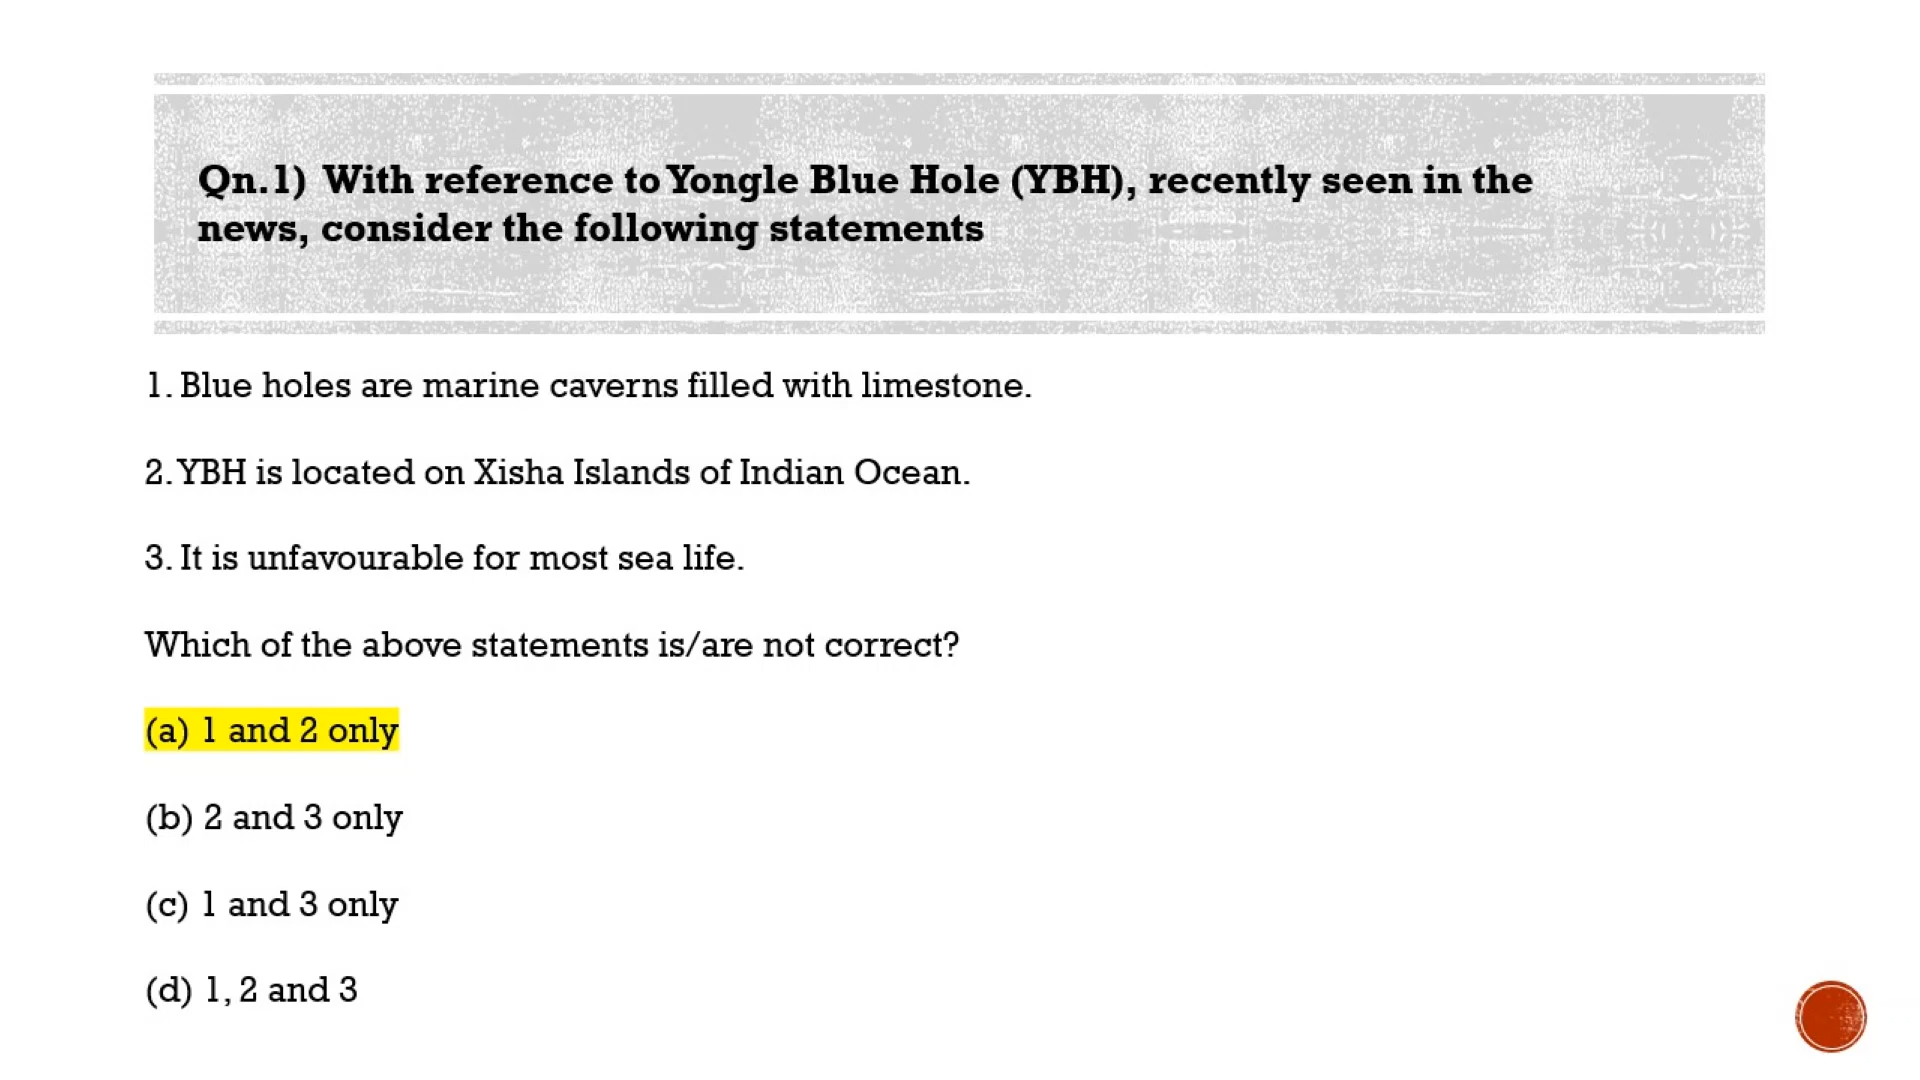 Qn.1) With reference to Yongle Blue Hole (YBH), recently seen in the
news, consider the following statements
1. Blue holes are marine caverns filled with limestone.
2. YBH is located on Xisha Islands of Indian Ocean.
3. It is unfavourable for most sea life.
Which of the above statements is/are not correct?
(a) 1 and 2 only
(b) 2 and 3 only
(c) 1 and 3 only
(d) 1, 2 and 3